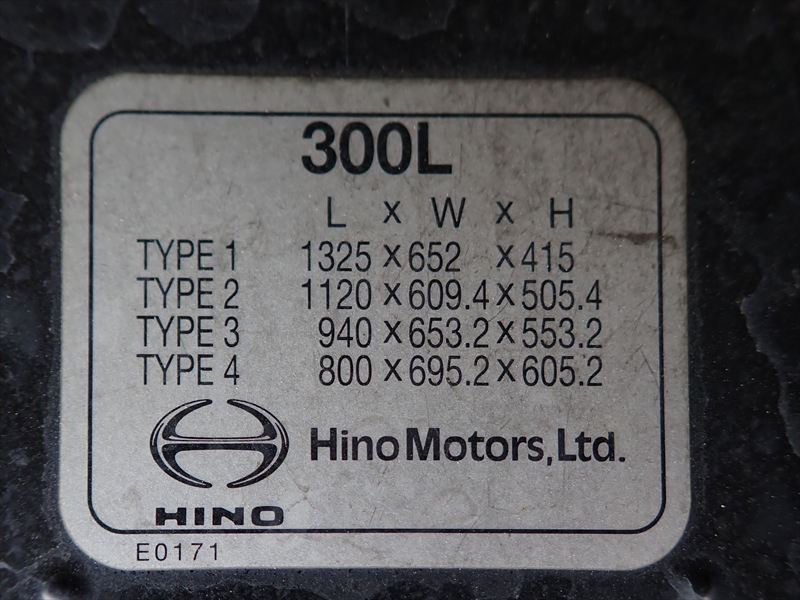 300L
L x W x H
TYPE 1 1325 x 652 x 415
TYPE 2 1120 x 609.4 x 505.4
TYPE 3 940 x 653.2 x 553.2
TYPE 4 800 x 695.2 x 605.2
Hino Motors, Ltd.
HINO
E0171